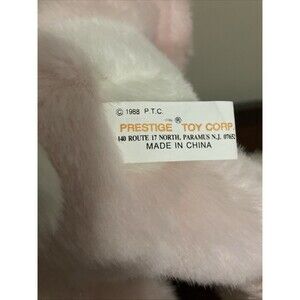 © 1988 P.T.C.
PRESTIGE ® TOY CORP.
140 ROUTE 17 NORTH, PARAMUS N.J. 07652
MADE IN CHINA